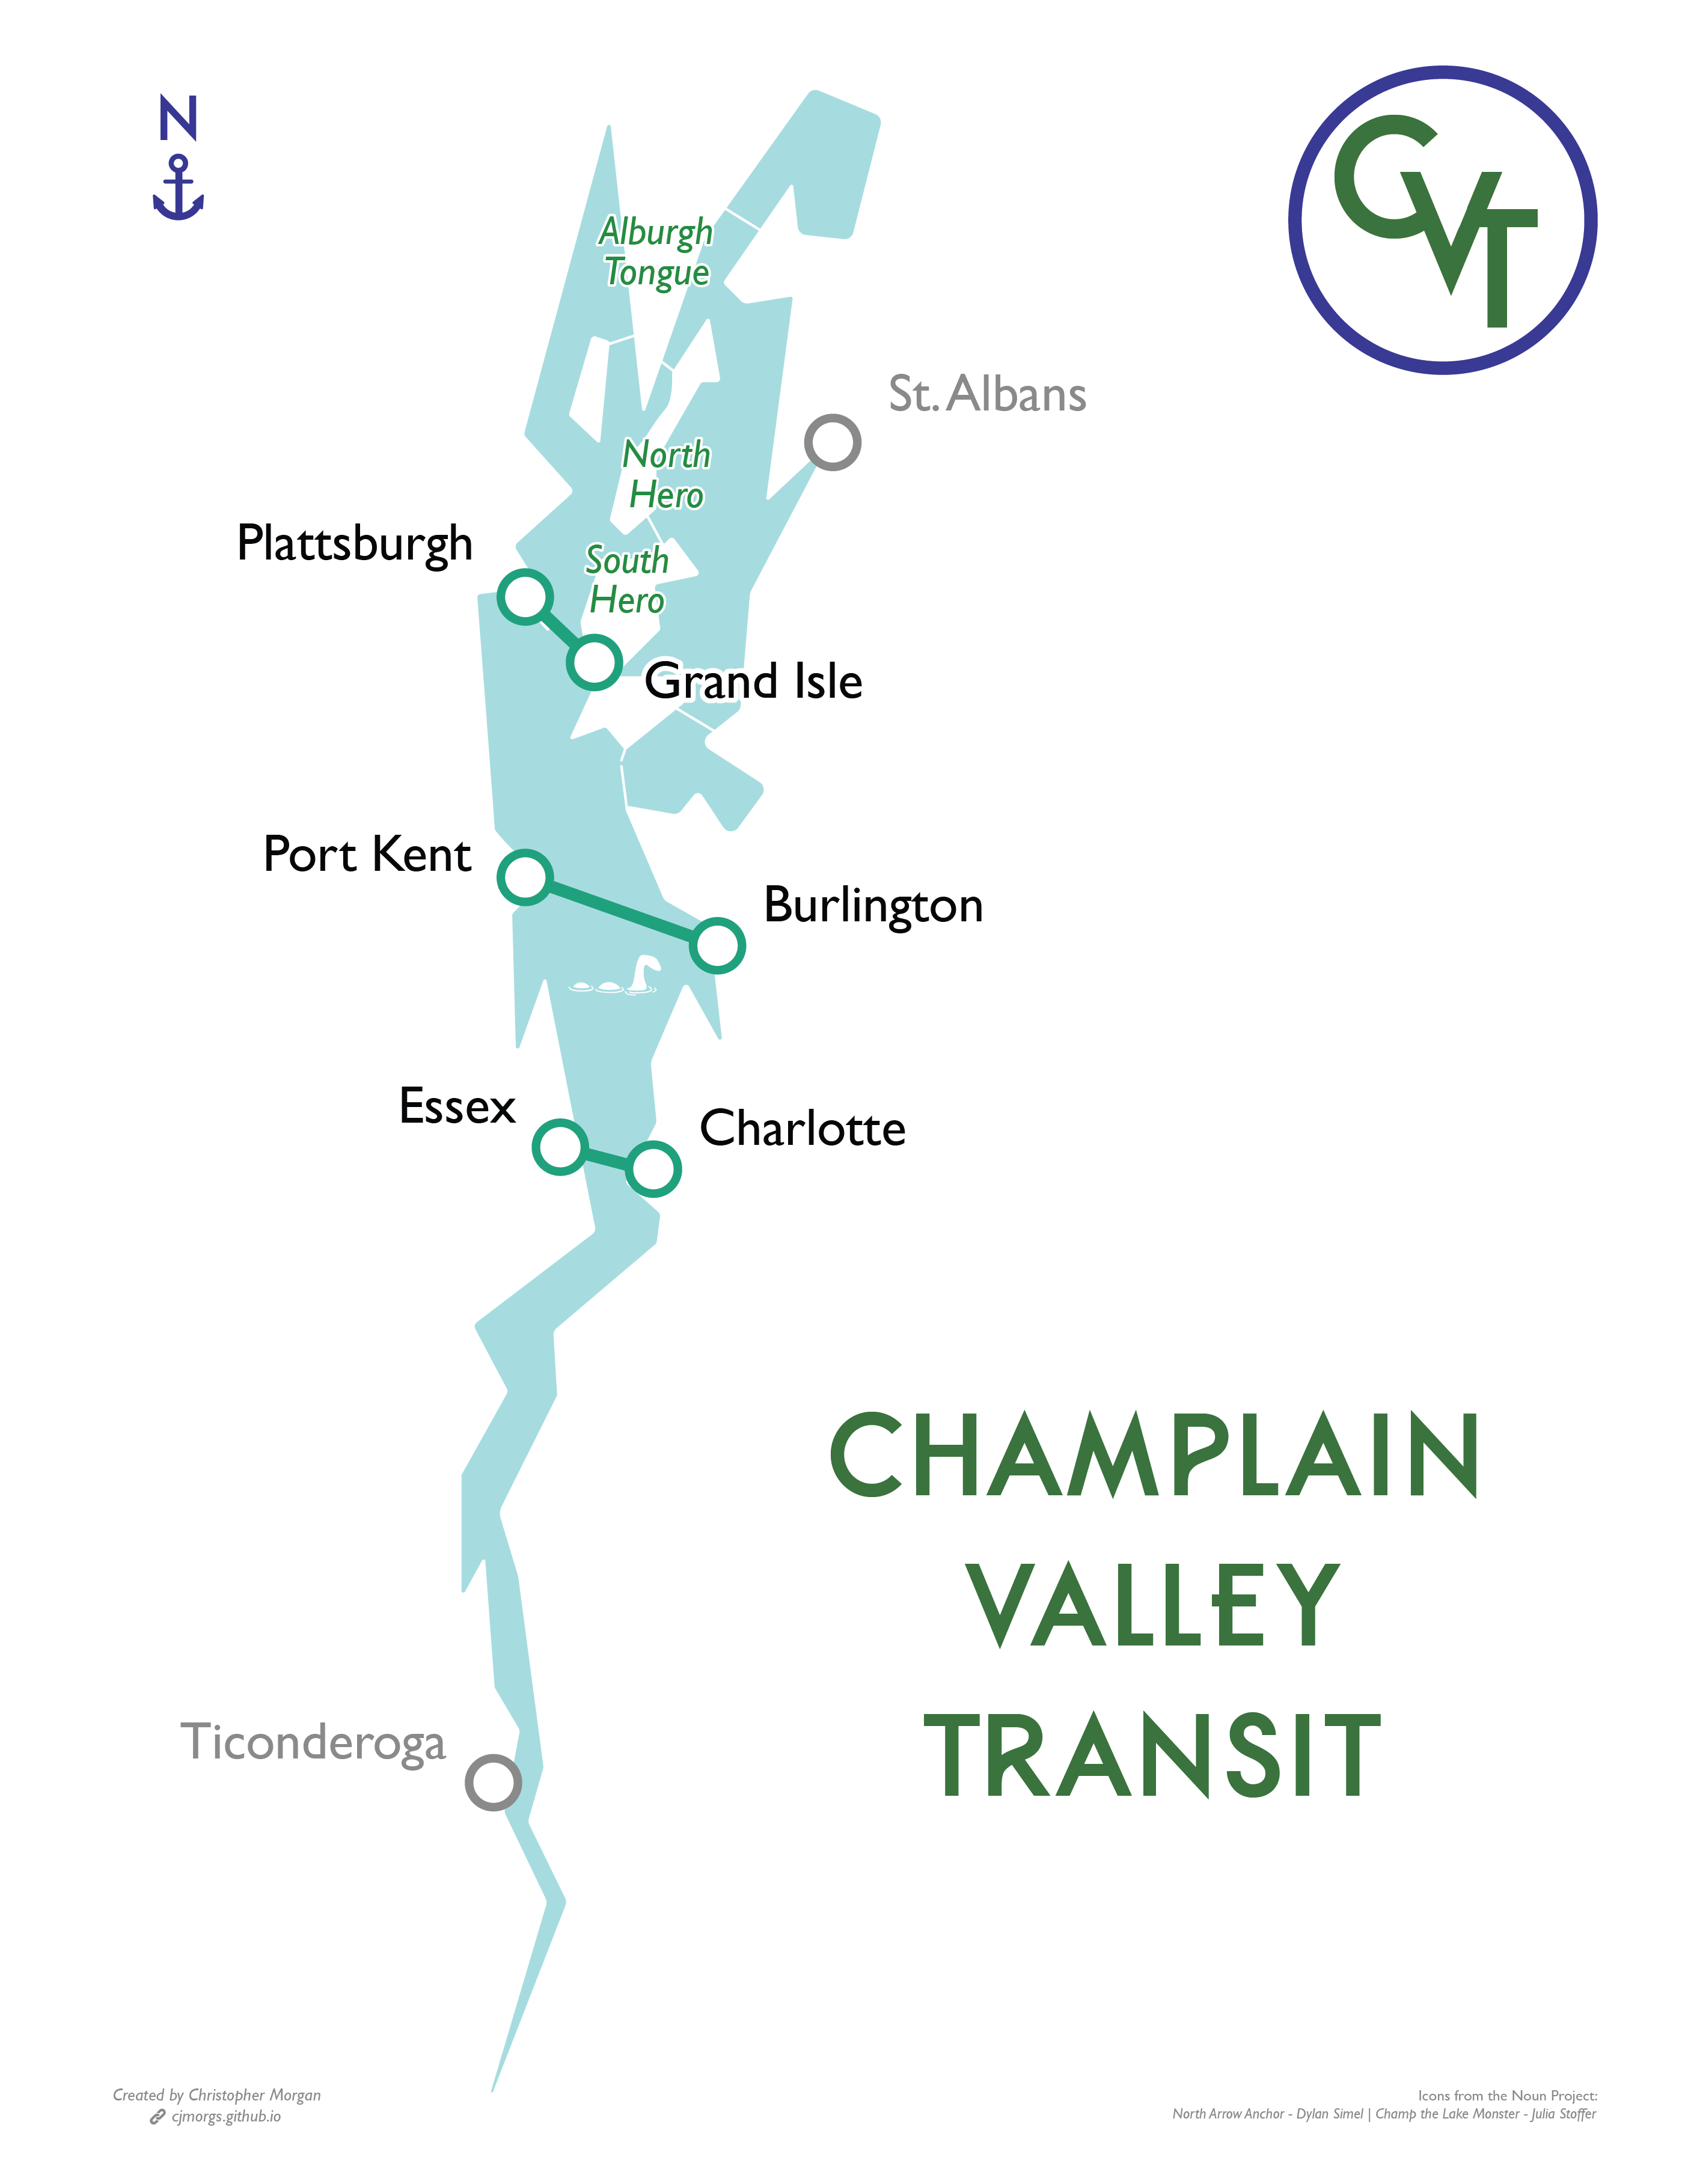 N
CVT
Alburgh
Tongue
St. Albans
North
Hero
Plattsburgh
South
Hero
Grand Isle
Port Kent
Burlington
Essex
Charlotte
CHAMPLAIN
VALLEY
TRANSIT
Ticonderoga
Created by Christopher Morgan
cjmorgs.github.io
Icons from the Noun Project:
North Arrow Anchor - Dylan Simel | Champ the Lake Monster - Julia Stoffer